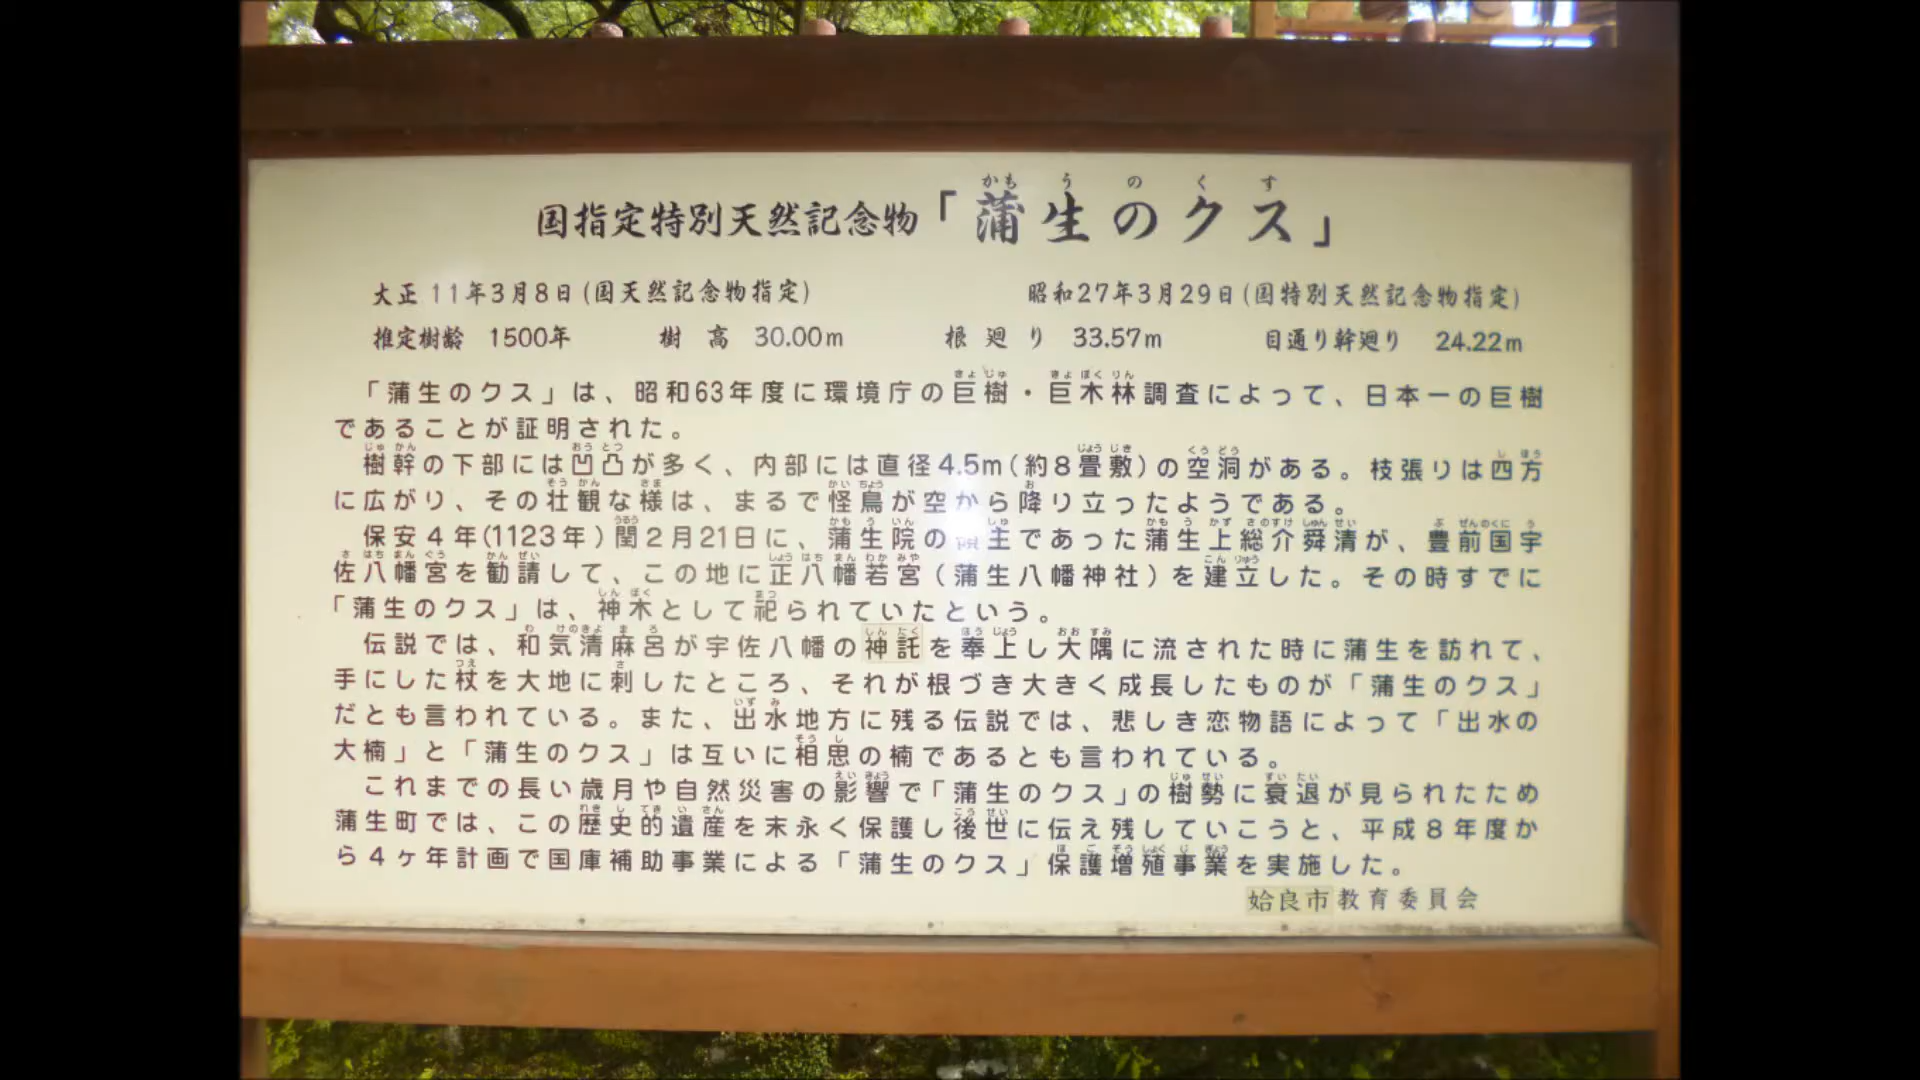 国指定特別天然記念物「蒲生のクス」
大正11年3月8日(国天然記念物指定) 昭和27年3月29日(国特別天然記念物指定)
推定樹齢 1500年 樹高 30.00m 根廻り 33.57m 目通り幹廻り 24.22m
「蒲生のクス」は、昭和63年度に環境庁の巨樹・巨木林調査によって、日本一の巨樹
であることが証明された。
樹幹の下部には凹凸が多く、内部には直径4.5m(約8畳敷)の空洞がある。枝張りは四方
に広がり、その壮観な様は、まるで怪鳥が空から降り立ったようである。
保安4年(1123年)閏2月21日に、蒲生院の領主であった蒲生上総介舜清が、豊前国宇
佐八幡宮を勧請して、この地に正八幡若宮(蒲生八幡神社)を建立した。その時すでに
「蒲生のクス」は、神木として祀られていたという。
伝説では、和気清麻呂が宇佐八幡の神託を奉上し大隅に流された時に蒲生を訪れて、
手にした杖を大地に刺したところ、それが根づき大きく成長したものが「蒲生のクス」
だとも言われている。また、出水地方に残る伝説では、悲しき恋物語によって「出水の
大楠」と「蒲生のクス」は互いに相思の楠であるとも言われている。
これまでの長い歳月や自然災害の影響で「蒲生のクス」の樹勢に衰退が見られたため
蒲生町では、この歴史的遺産を末永く保護し後世に伝え残していこうと、平成8年度か
ら4ヶ年計画で国庫補助事業による「蒲生のクス」保護増殖事業を実施した。
姶良市教育委員会